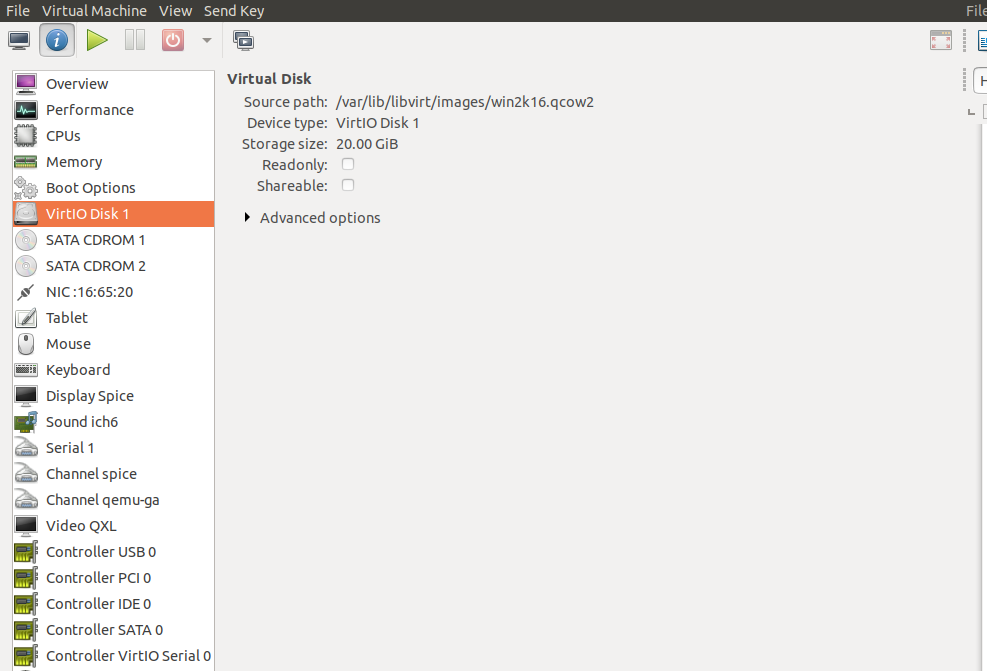 File Virtual Machine View Send Key File
Overview
Performance
CPUs
Memory
Boot Options
VirtIO Disk 1
SATA CDROM 1
SATA CDROM 2
NIC :16:65:20
Tablet
Mouse
Keyboard
Display Spice
Sound ich6
Serial 1
Channel spice
Channel qemu-ga
Video QXL
Controller USB 0
Controller PCI 0
Controller IDE 0
Controller SATA 0
Controller VirtIO Serial 0
Virtual Disk
Source path: /var/lib/libvirt/images/win2k16.qcow2
Device type: VirtIO Disk 1
Storage size: 20.00 GiB
Readonly:
Shareable:
Advanced options